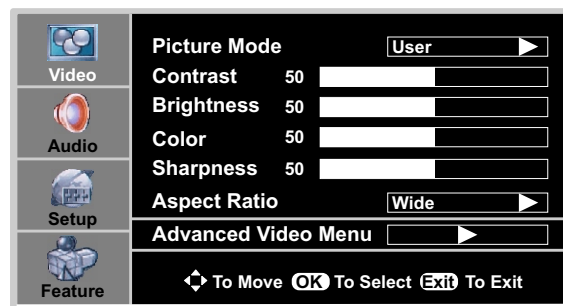 Video
Audio
Setup
Feature
Picture Mode User
Contrast 50
Brightness 50
Color 50
Sharpness 50
Aspect Ratio Wide
Advanced Video Menu
To Move OK To Select Exit To Exit